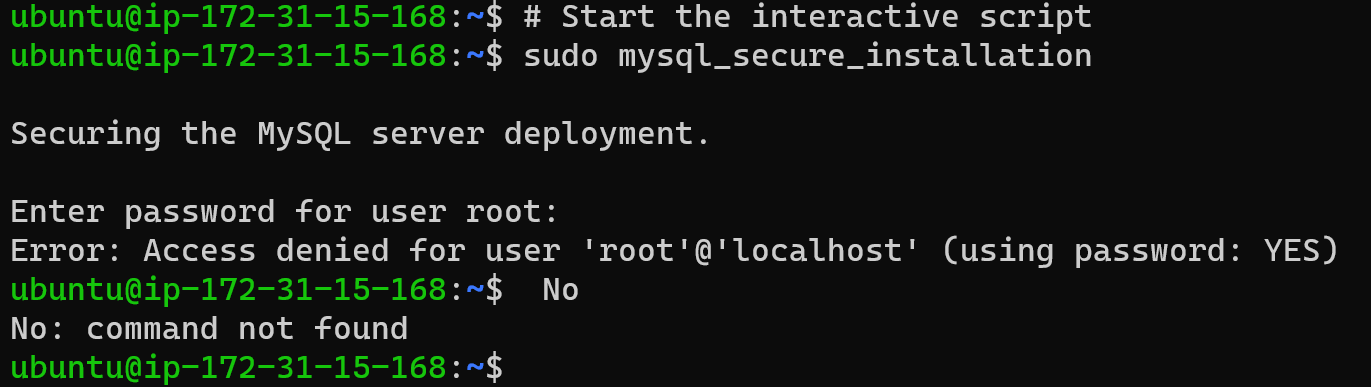 ubuntu@ip-172-31-15-168:~$ # Start the interactive script
ubuntu@ip-172-31-15-168:~$ sudo mysql_secure_installation
Securing the MySQL server deployment.
Enter password for user root:
Error: Access denied for user 'root'@'localhost' (using password: YES)
ubuntu@ip-172-31-15-168:~$  No
No: command not found
ubuntu@ip-172-31-15-168:~$